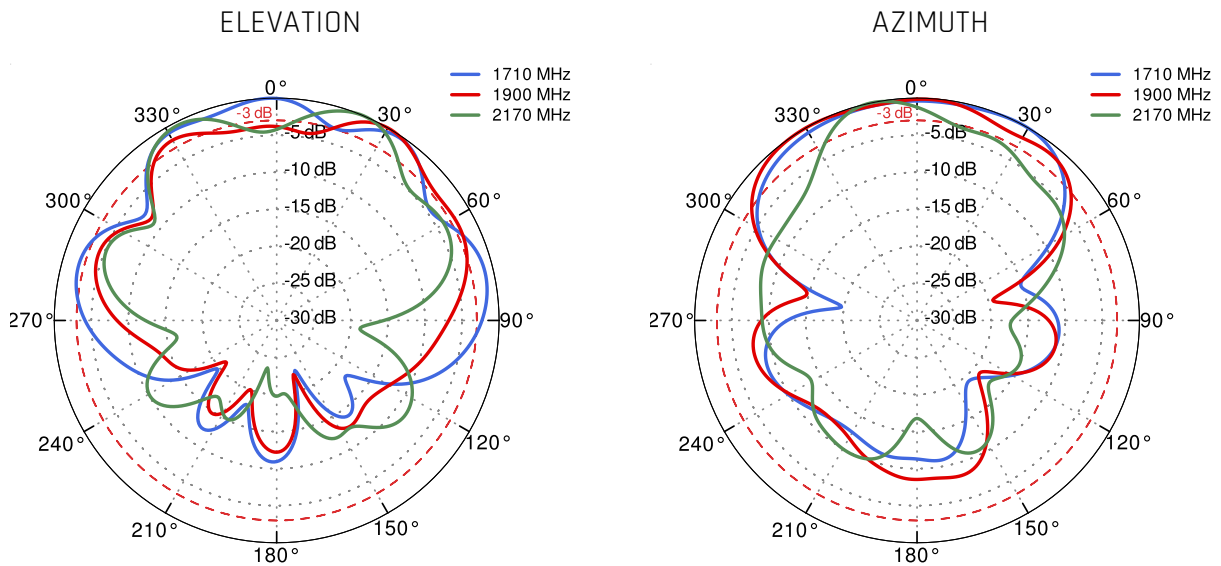 ELEVATION
1710 MHz
1900 MHz
2170 MHz
0°
30°
60°
90°
120°
150°
180°
210°
240°
270°
300°
330°
-3 dB
-5 dB
-10 dB
-15 dB
-20 dB
-25 dB
-30 dB
AZIMUTH
1710 MHz
1900 MHz
2170 MHz
0°
30°
60°
90°
120°
150°
180°
210°
240°
270°
300°
330°
-3 dB
-5 dB
-10 dB
-15 dB
-20 dB
-25 dB
-30 dB